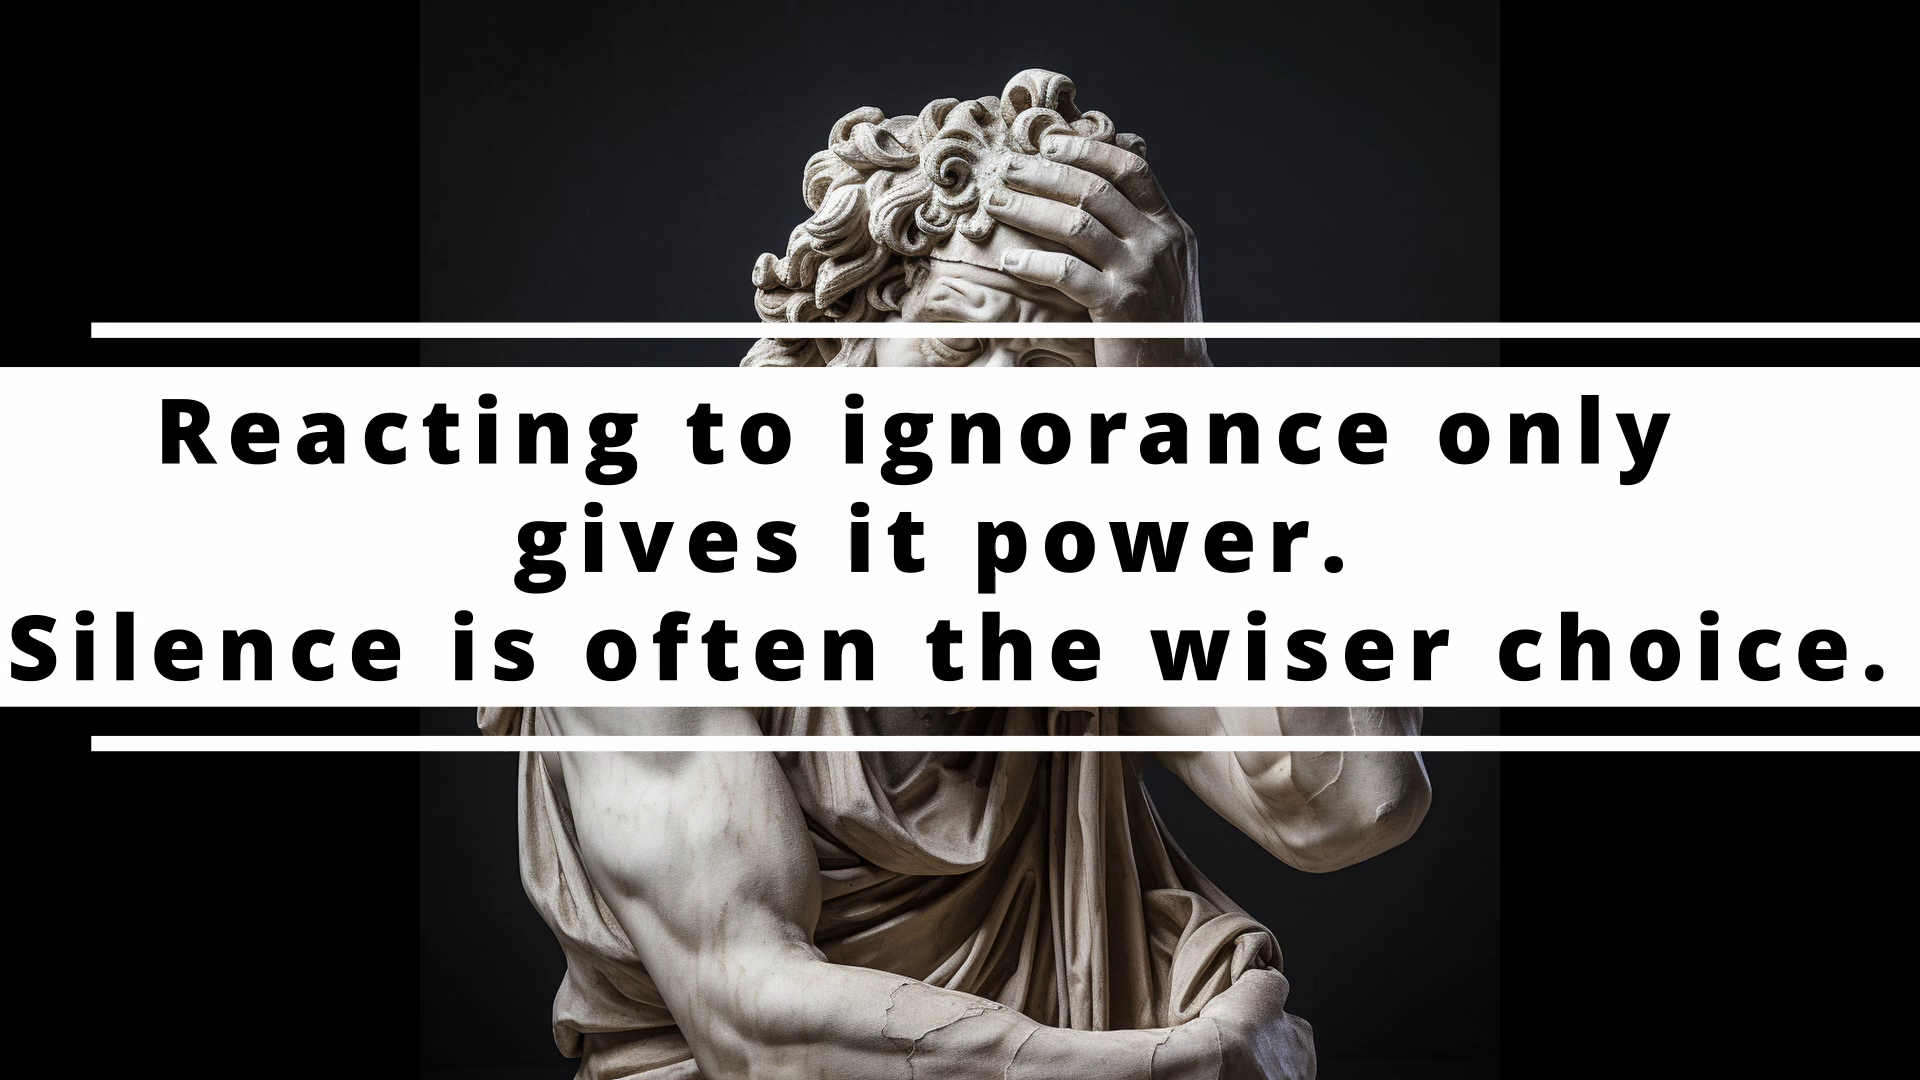 Reacting to ignorance only
gives it power.
Silence is often the wiser choice.